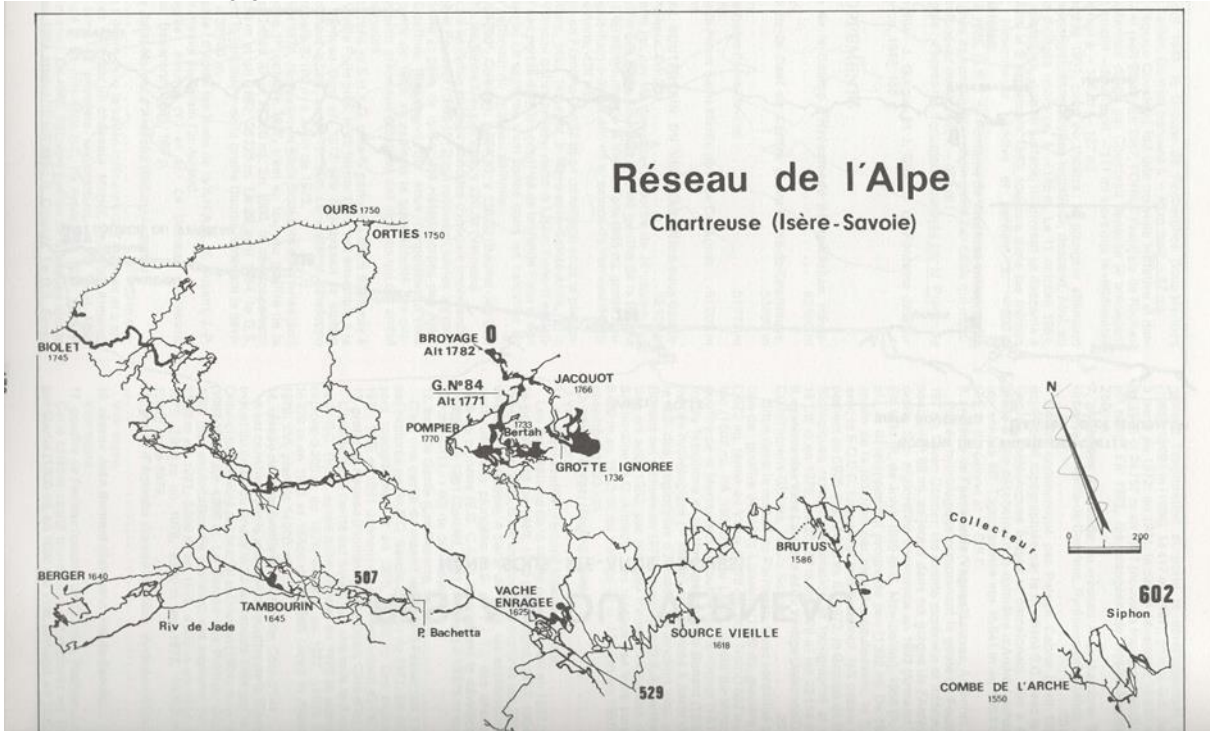 Réseau de l'Alpe
Chartreuse (Isère-Savoie)
OURS 1750
ORTIES 1750
BIOLET
1745
BROYAGE
Alt 1782
0
G.N°84
Alt 1771
JACQUOT
1766
POMPIER
1770
1733
Bertah
GROTTE IGNOREE
1736
N
0 200
Collecteur
BRUTUS
1586
BERGER 1640
507
TAMBOURIN
1645
Riv de Jade
P. Bachetta
VACHE
ENRAGEE
1625
SOURCE VIEILLE
1618
529
602
Siphon
COMBE DE L'ARCHE
1550